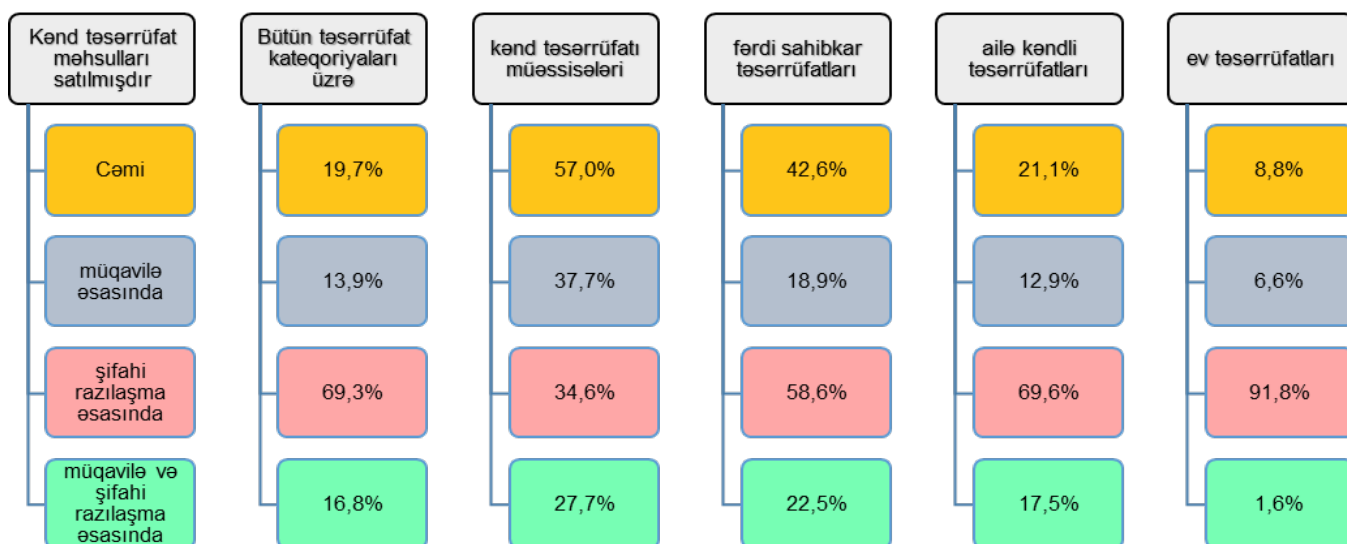 Kənd təsərrüfat
məhsulları
satılmışdır
Bütün təsərrüfat
kateqoriyaları
üzrə
kənd təsərrüfatı
müəssisələri
fərdi sahibkar
təsərrüfatları
ailə kəndli
təsərrüfatları
ev təsərrüfatları
Cəmi
19,7%
57,0%
42,6%
21,1%
8,8%
müqavilə
əsasında
13,9%
37,7%
18,9%
12,9%
6,6%
şifahi
razılaşma
əsasında
69,3%
34,6%
58,6%
69,6%
91,8%
müqavilə və
şifahi
razılaşma
əsasında
16,8%
27,7%
22,5%
17,5%
1,6%